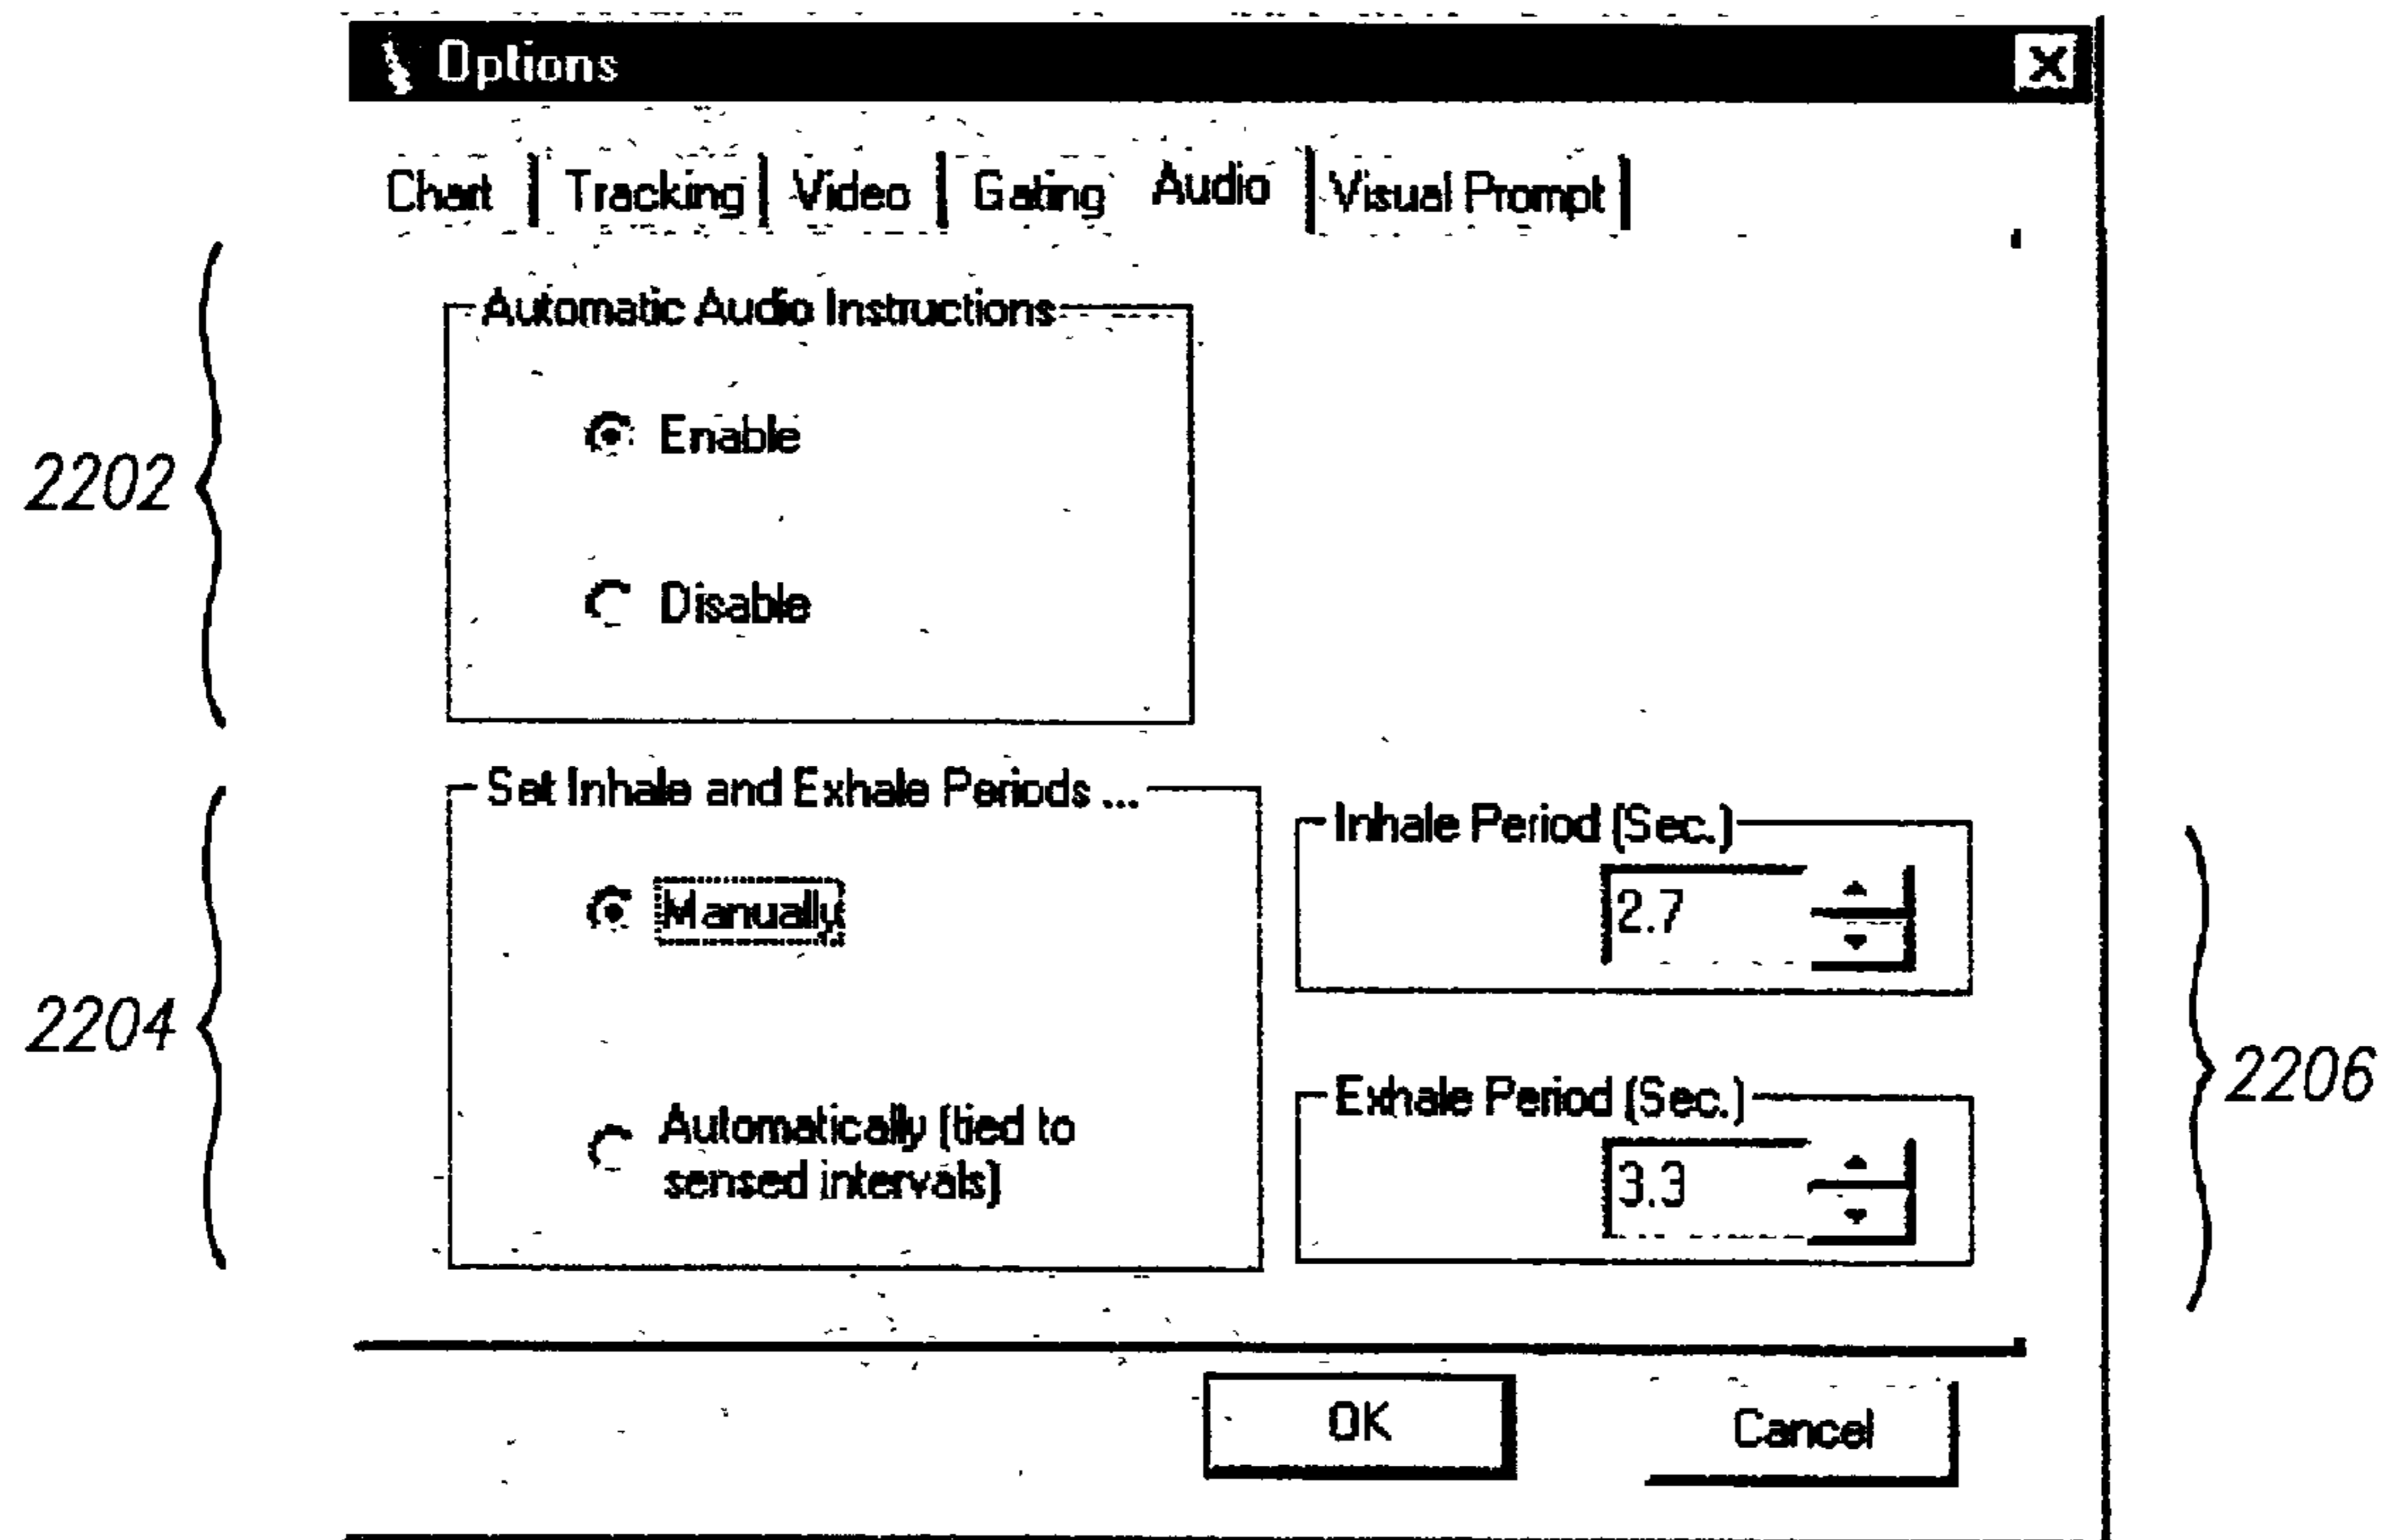 Options
Chart Tracking Video Gating Audio Visual Prompt
Automatic Audio Instructions
Enable
2202
Disable
Set Inhale and Exhale Periods ...
Inhale Period (Sec.)
Manually
2.7
2204
2206
Exhale Period (Sec.)
Automatically (tied to
sensed intervals)
3.3
OK Cancel